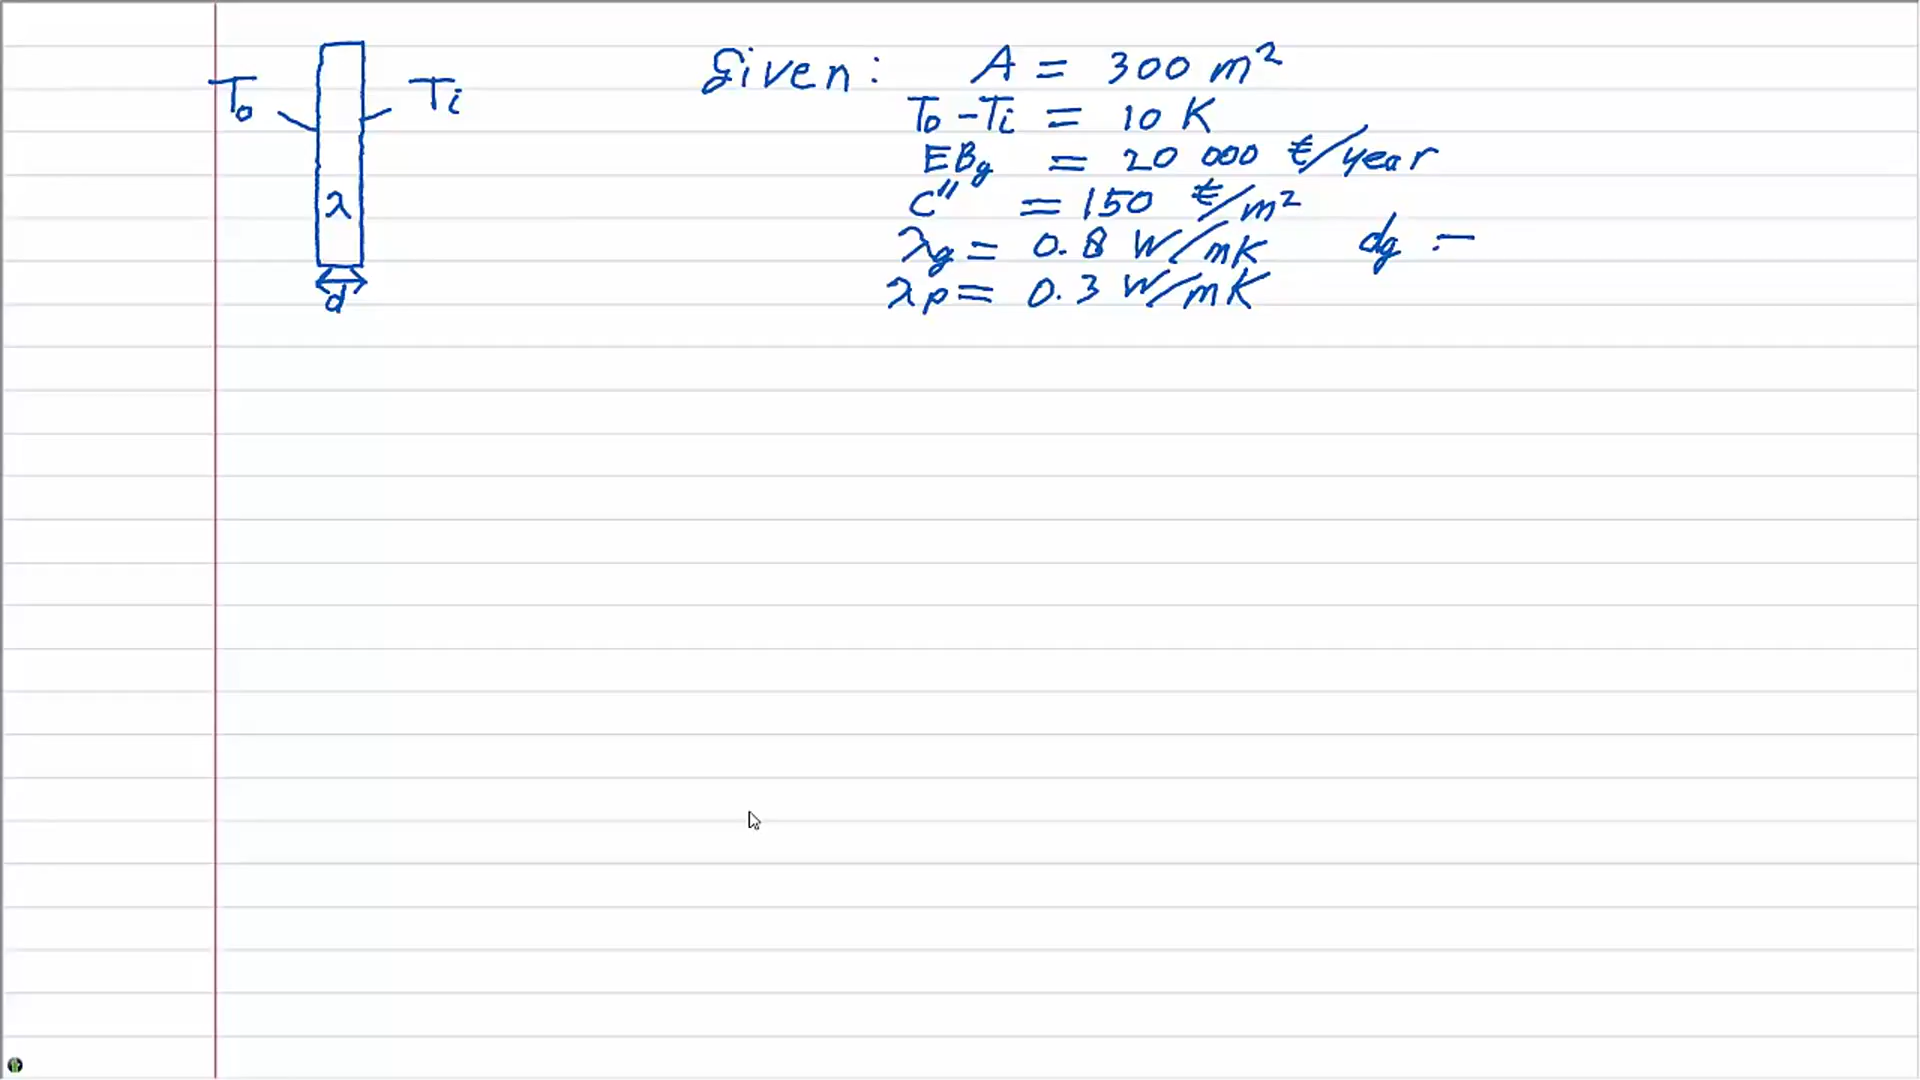 Given: A = 300 m²
To - Ti = 10 K
EBg = 20 000 €/year
C'' = 150 €/m²
λg = 0.8 W/mK dg =
λp = 0.3 W/mK
To Ti
λ
d